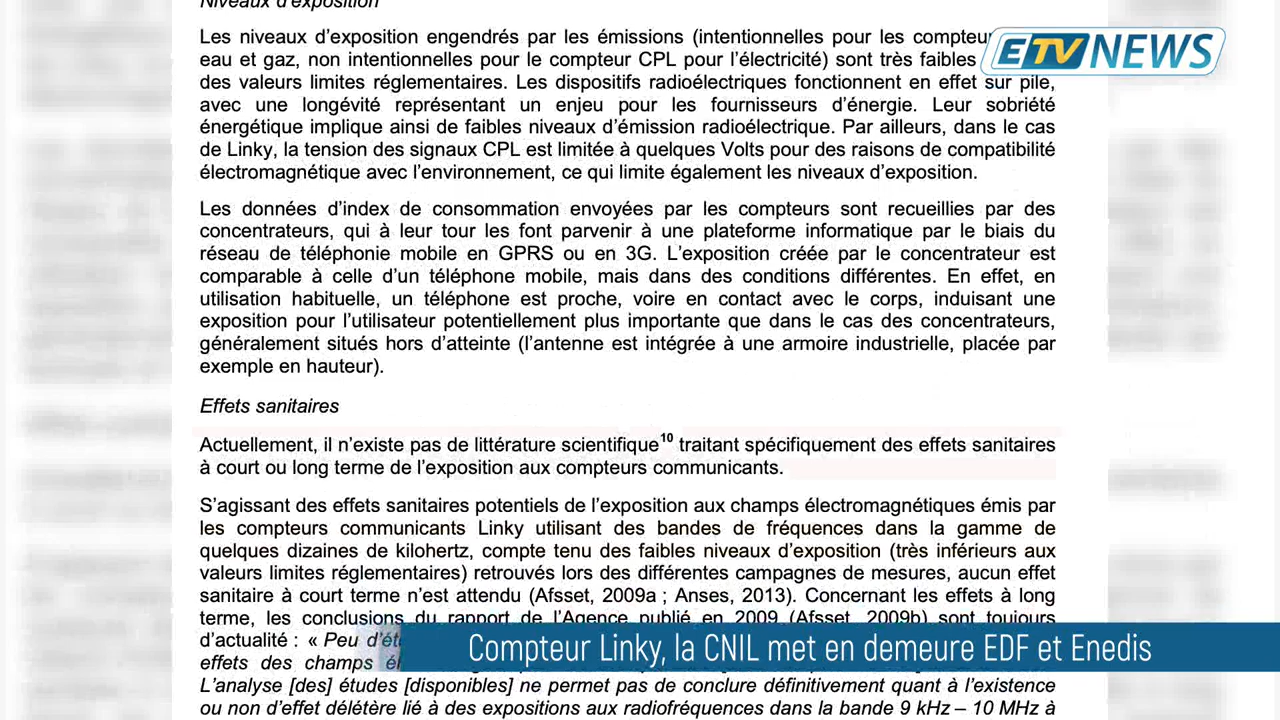 Niveaux d'exposition
Les niveaux d'exposition engendrés par les émissions (intentionnelles pour les compteur
eau et gaz, non intentionnelles pour le compteur CPL pour l'électricité) sont très faibles
des valeurs limites réglementaires. Les dispositifs radioélectriques fonctionnent en effet sur pile,
avec une longévité représentant un enjeu pour les fournisseurs d'énergie. Leur sobriété
énergétique implique ainsi de faibles niveaux d'émission radioélectrique. Par ailleurs, dans le cas
de Linky, la tension des signaux CPL est limitée à quelques Volts pour des raisons de compatibilité
électromagnétique avec l'environnement, ce qui limite également les niveaux d'exposition.
Les données d'index de consommation envoyées par les compteurs sont recueillies par des
concentrateurs, qui à leur tour les font parvenir à une plateforme informatique par le biais du
réseau de téléphonie mobile en GPRS ou en 3G. L'exposition créée par le concentrateur est
comparable à celle d'un téléphone mobile, mais dans des conditions différentes. En effet, en
utilisation habituelle, un téléphone est proche, voire en contact avec le corps, induisant une
exposition pour l'utilisateur potentiellement plus importante que dans le cas des concentrateurs,
généralement situés hors d'atteinte (l'antenne est intégrée à une armoire industrielle, placée par
exemple en hauteur).
Effets sanitaires
Actuellement, il n'existe pas de littérature scientifique10 traitant spécifiquement des effets sanitaires
à court ou long terme de l'exposition aux compteurs communicants.
S'agissant des effets sanitaires potentiels de l'exposition aux champs électromagnétiques émis par
les compteurs communicants Linky utilisant des bandes de fréquences dans la gamme de
quelques dizaines de kilohertz, compte tenu des faibles niveaux d'exposition (très inférieurs aux
valeurs limites réglementaires) retrouvés lors des différentes campagnes de mesures, aucun effet
sanitaire à court terme n'est attendu (Afsset, 2009a ; Anses, 2013). Concernant les effets à long
terme, les conclusions du rapport de l'Agence publié en 2009 (Afsset, 2009b) sont toujours
d'actualité : « Peu
effets des champs
L'analyse [des] études [disponibles] ne permet pas de conclure définitivement quant à l'existence
ou non d'effet délétère lié à des expositions aux radiofréquences dans la bande 9 kHz – 10 MHz à
ETV NEWS
Compteur Linky, la CNIL met en demeure EDF et Enedis